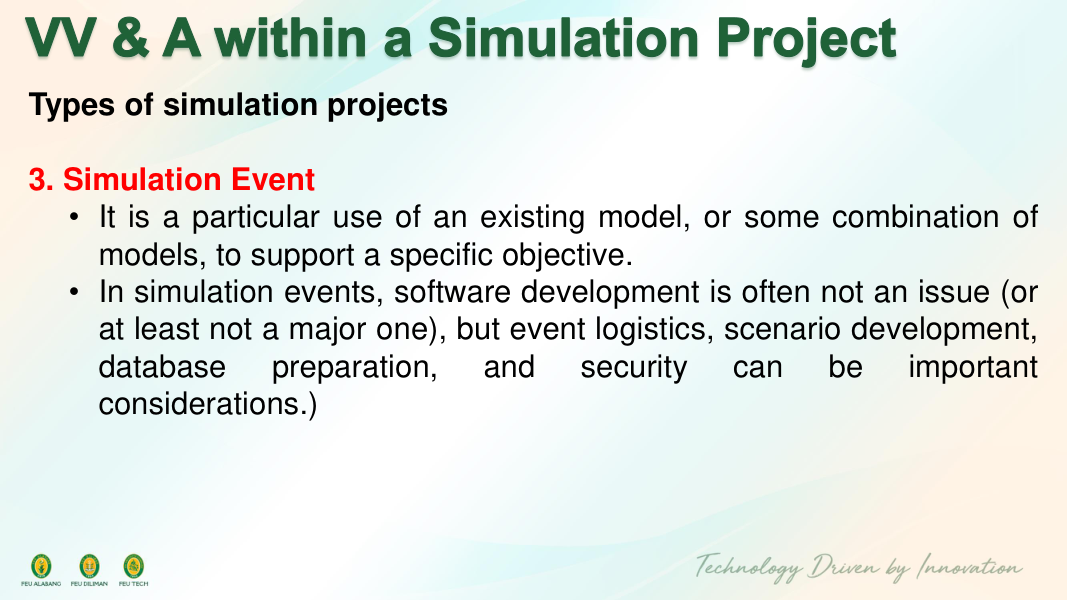 VV & A within a Simulation Project
Types of simulation projects
3. Simulation Event
• It is a particular use of an existing model, or some combination of
models, to support a specific objective.
• In simulation events, software development is often not an issue (or
at least not a major one), but event logistics, scenario development,
database preparation, and security can be important
considerations.)
FEU ALABANG FEU DILIMAN FEU TECH
Technology Driven by Innovation